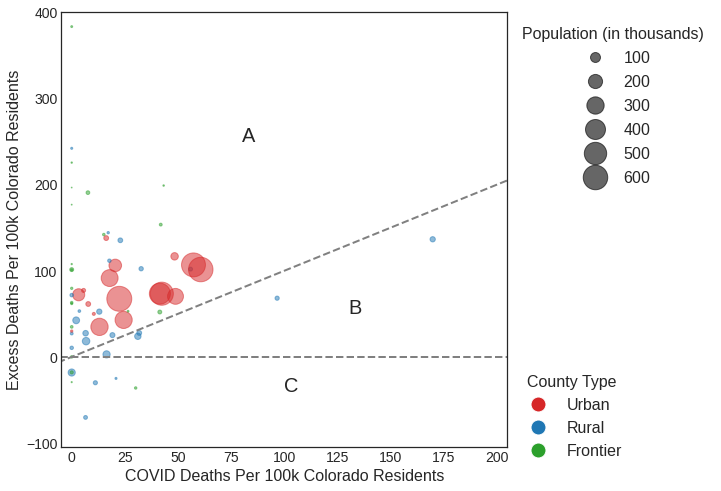 400
300
200
100
0
−100
Excess Deaths Per 100k Colorado Residents
A
B
C
0
25
50
75
100
125
150
175
200
COVID Deaths Per 100k Colorado Residents
Population (in thousands)
100
200
300
400
500
600
County Type
Urban
Rural
Frontier